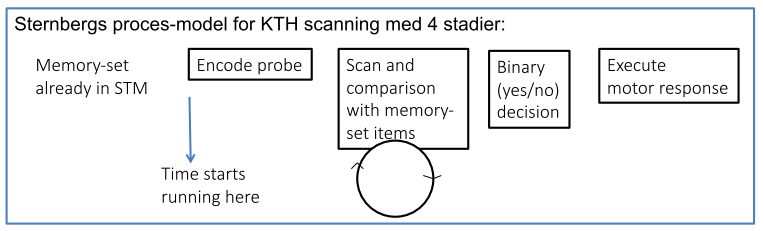 Sternbergs proces-model for KTH scanning med 4 stadier:
Memory-set
already in STM
Encode probe
Time starts
running here
Scan and
comparison
with memory-
set items
Binary
(yes/no)
decision
Execute
motor response